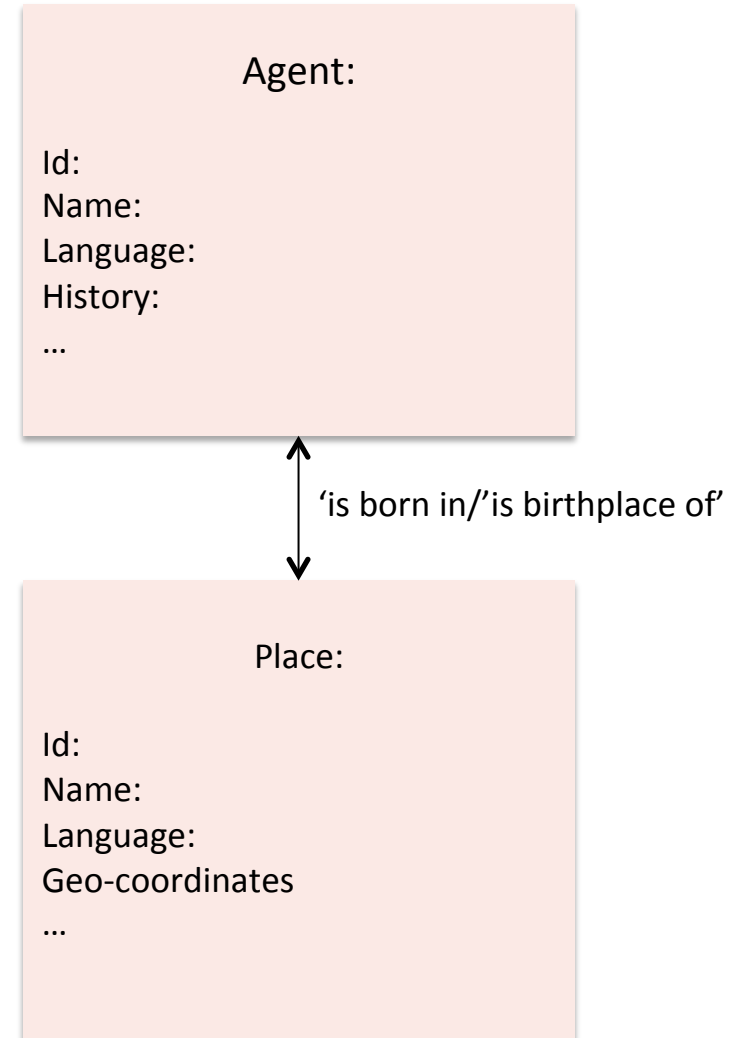 Agent:
Id:
Name:
Language:
History:
…
‘is born in/’is birthplace of’
Place:
Id:
Name:
Language:
Geo-coordinates
…